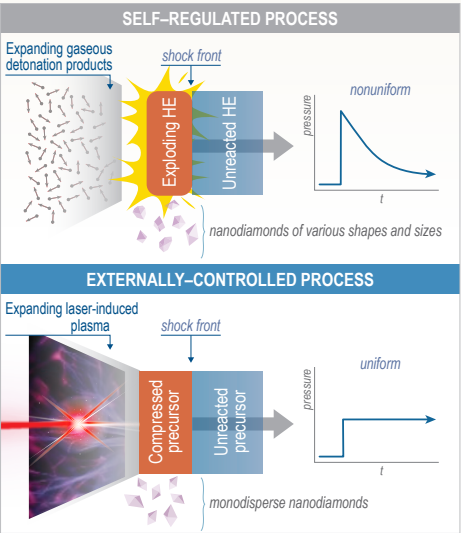 SELF–REGULATED PROCESS
Expanding gaseous
detonation products
shock front
Exploding HE
Unreacted HE
nonuniform
pressure
t
nanodiamonds of various shapes and sizes
EXTERNALLY–CONTROLLED PROCESS
Expanding laser-induced
plasma
shock front
Compressed
precursor
Unreacted
precursor
uniform
pressure
t
monodisperse nanodiamonds